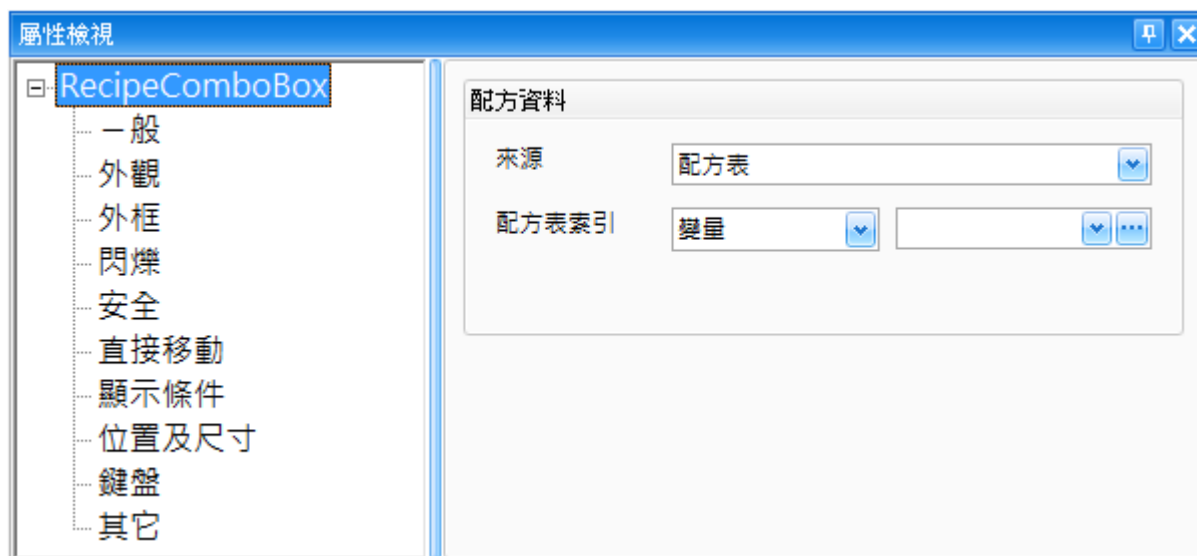 屬性檢視
RecipeComboBox
一般
外觀
外框
閃爍
安全
直接移動
顯示條件
位置及尺寸
鍵盤
其它
配方資料
來源 配方表
配方表索引 變量